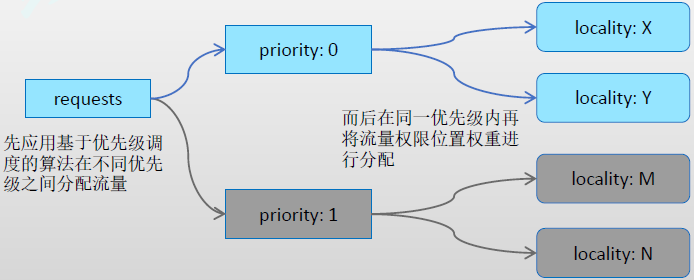 requests
先应用基于优先级调
度的算法在不同优先
级之间分配流量
priority: 0
priority: 1
而后在同一优先级内再
将流量权限位置权重进
行分配
locality: X
locality: Y
locality: M
locality: N